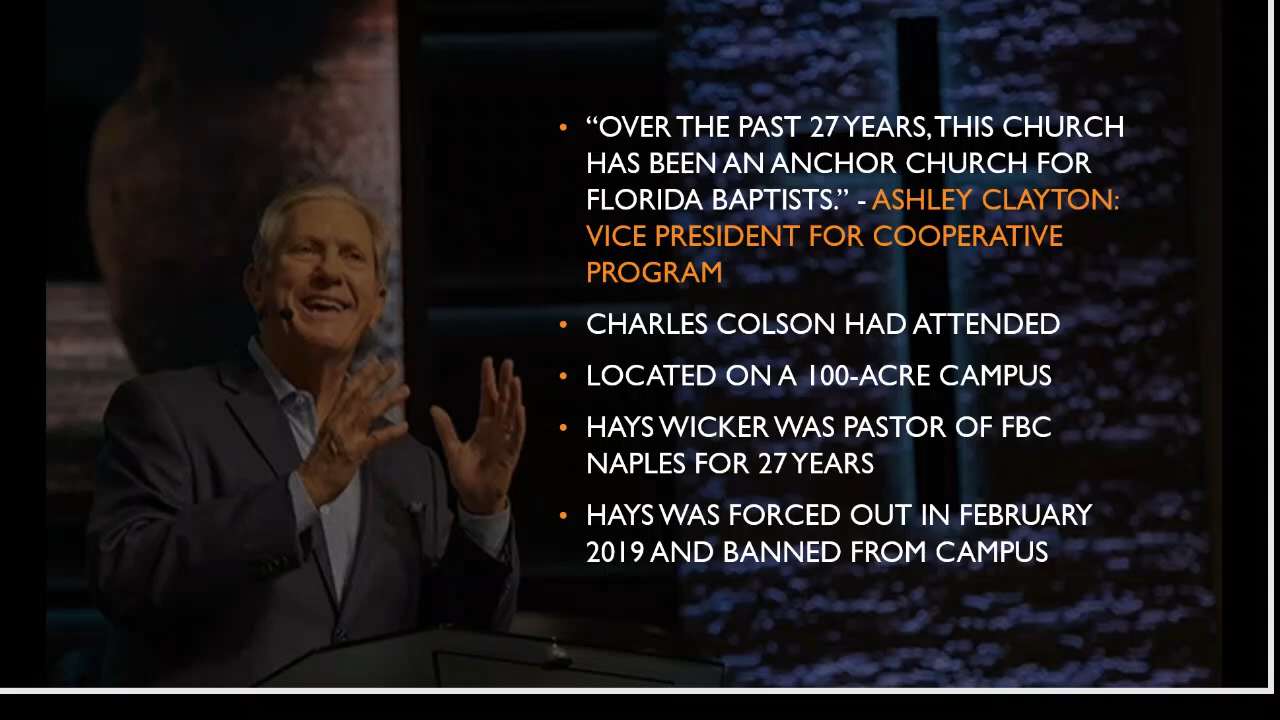 • “OVER THE PAST 27 YEARS, THIS CHURCH
HAS BEEN AN ANCHOR CHURCH FOR
FLORIDA BAPTISTS.” - ASHLEY CLAYTON:
VICE PRESIDENT FOR COOPERATIVE
PROGRAM
• CHARLES COLSON HAD ATTENDED
• LOCATED ON A 100-ACRE CAMPUS
• HAYS WICKER WAS PASTOR OF FBC
NAPLES FOR 27 YEARS
• HAYS WAS FORCED OUT IN FEBRUARY
2019 AND BANNED FROM CAMPUS